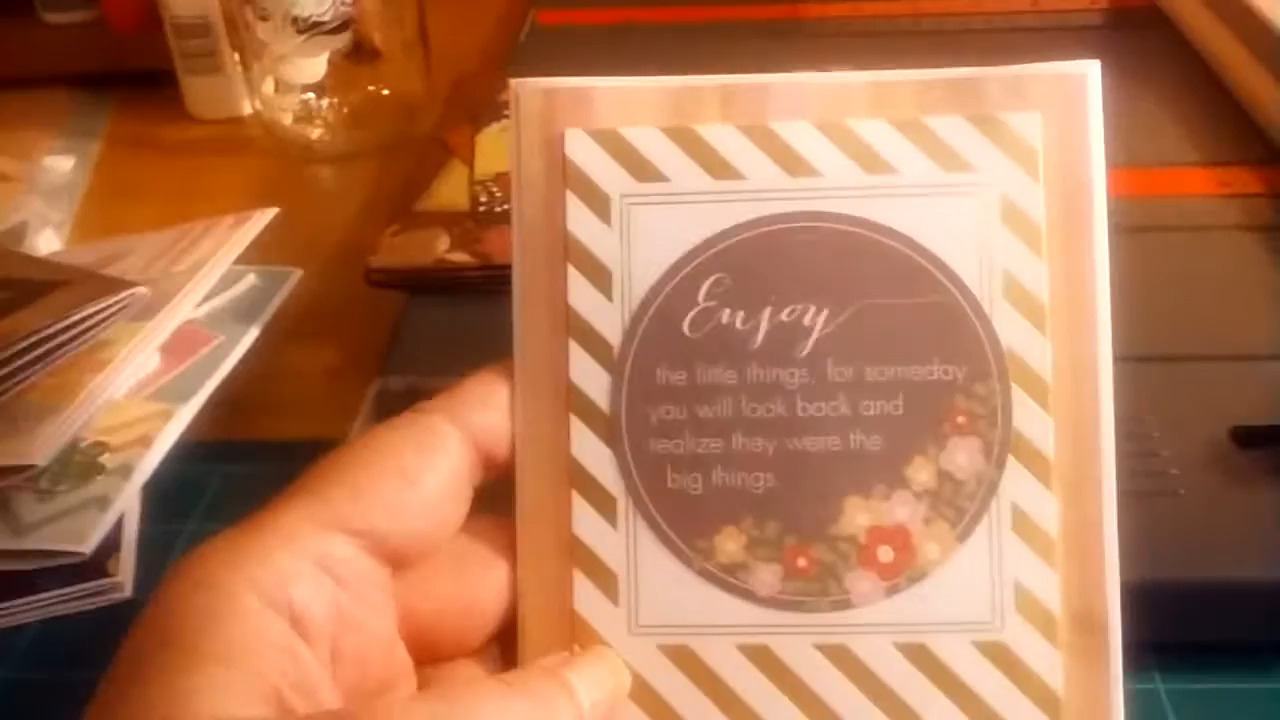 Enjoy
the little things, for someday
you will look back and
realize they were the
big things.